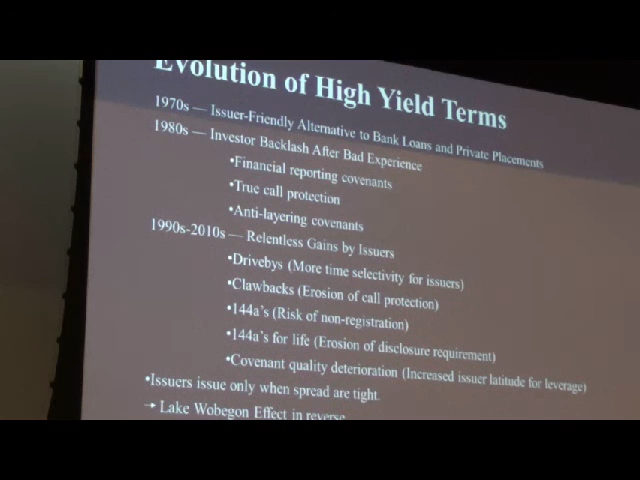 Evolution of High Yield Terms
1970s — Issuer-Friendly Alternative to Bank Loans and Private Placements
1980s — Investor Backlash After Bad Experience
•Financial reporting covenants
•True call protection
•Anti-layering covenants
1990s-2010s — Relentless Gains by Issuers
•Drivebys (More time selectivity for issuers)
•Clawbacks (Erosion of call protection)
•144a's (Risk of non-registration)
•144a's for life (Erosion of disclosure requirement)
•Covenant quality deterioration (Increased issuer latitude for leverage)
•Issuers issue only when spread are tight.
→ Lake Wobegon Effect in reverse